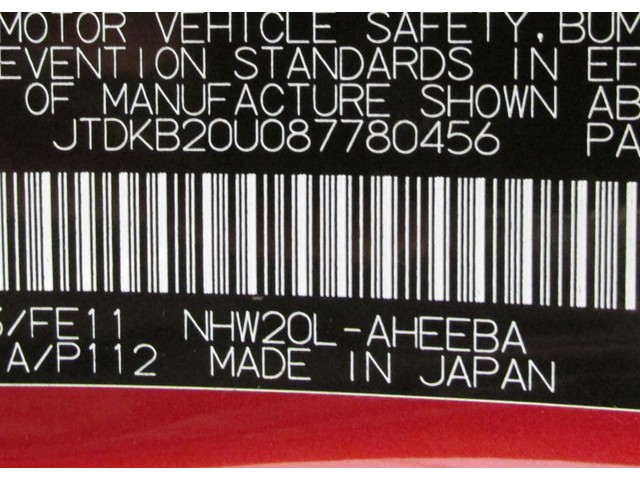 MOTOR VEHICLE SAFETY, BUM
EVENTION STANDARDS IN EF
OF MANUFACTURE SHOWN AB
JTDKB20U087780456 PA
5/FE11 NHW20L-AHEEBA
A/P112 MADE IN JAPAN